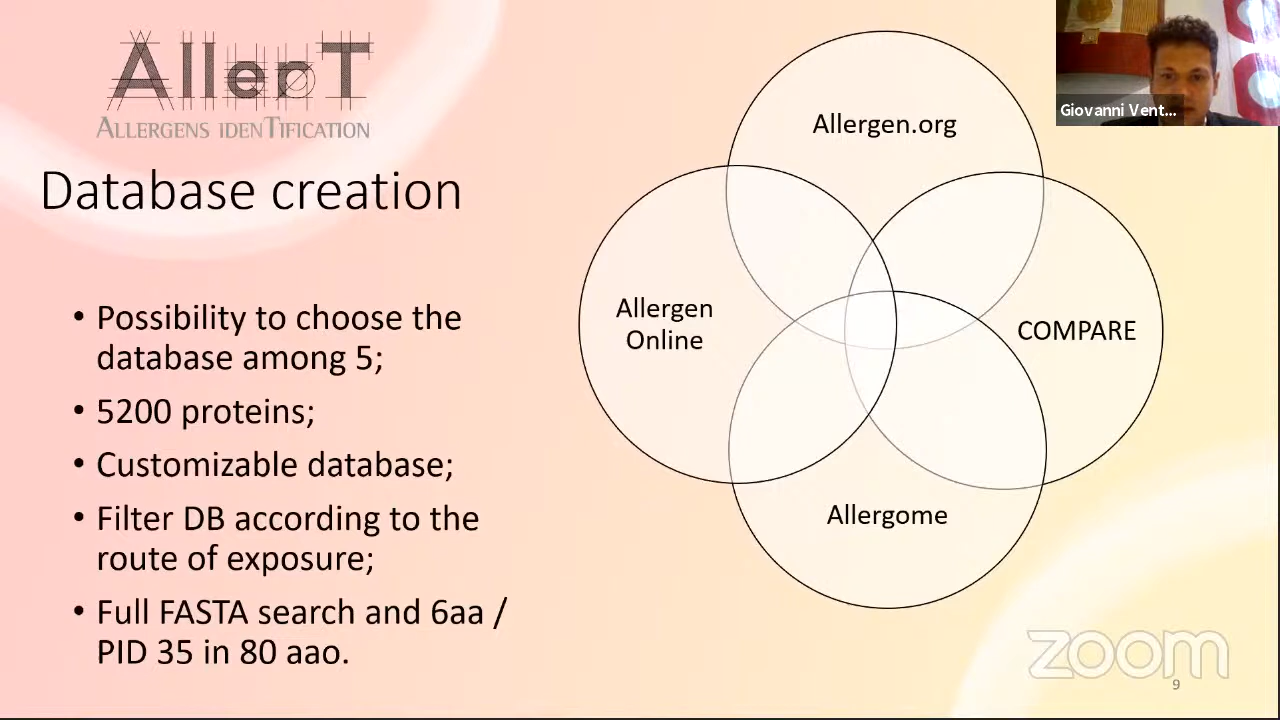 AllerT
ALLERGENS IDENTIFICATION
Database creation
• Possibility to choose the
database among 5;
• 5200 proteins;
• Customizable database;
• Filter DB according to the
route of exposure;
• Full FASTA search and 6aa /
PID 35 in 80 aao.
Allergen.org
Allergen
Online
COMPARE
Allergome
Giovanni Vent...
zoom
9